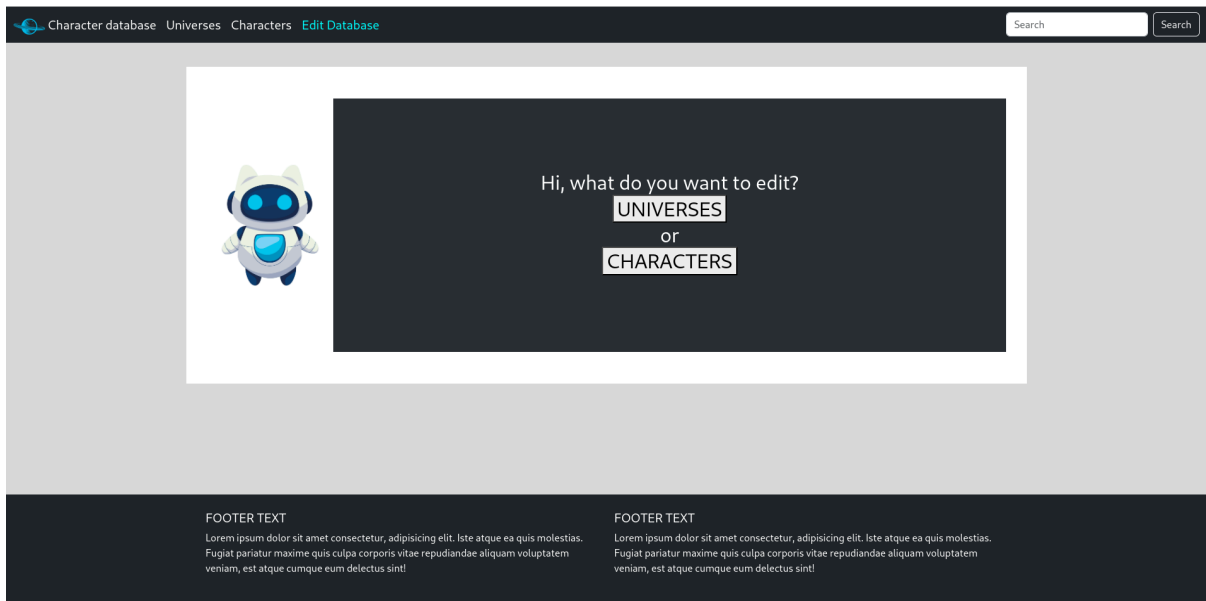 Character database Universes Characters Edit Database Search Search
Hi, what do you want to edit?
UNIVERSES
or
CHARACTERS
FOOTER TEXT
Lorem ipsum dolor sit amet consectetur, adipisicing elit. Iste atque ea quis molestias.
Fugiat pariatur maxime quis culpa corporis vitae repudiandae aliquam voluptatem
veniam, est atque cumque eum delectus sint!
FOOTER TEXT
Lorem ipsum dolor sit amet consectetur, adipisicing elit. Iste atque ea quis molestias.
Fugiat pariatur maxime quis culpa corporis vitae repudiandae aliquam voluptatem
veniam, est atque cumque eum delectus sint!